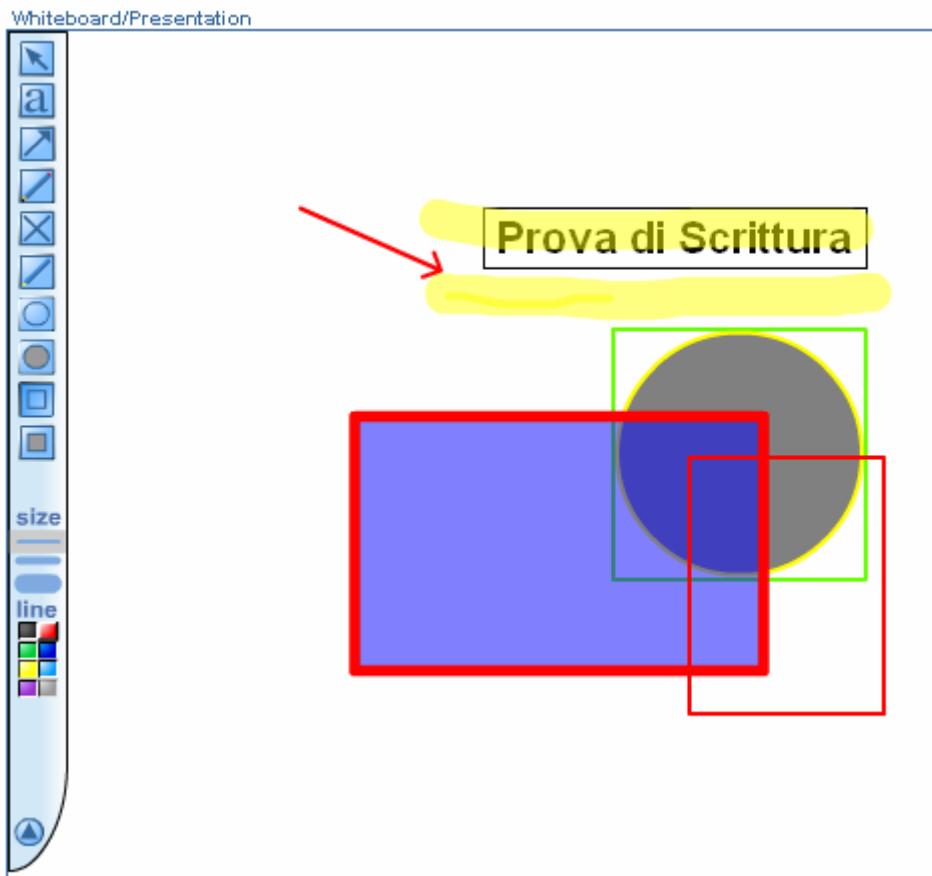 Whiteboard/Presentation
a
Prova di Scrittura
size
line